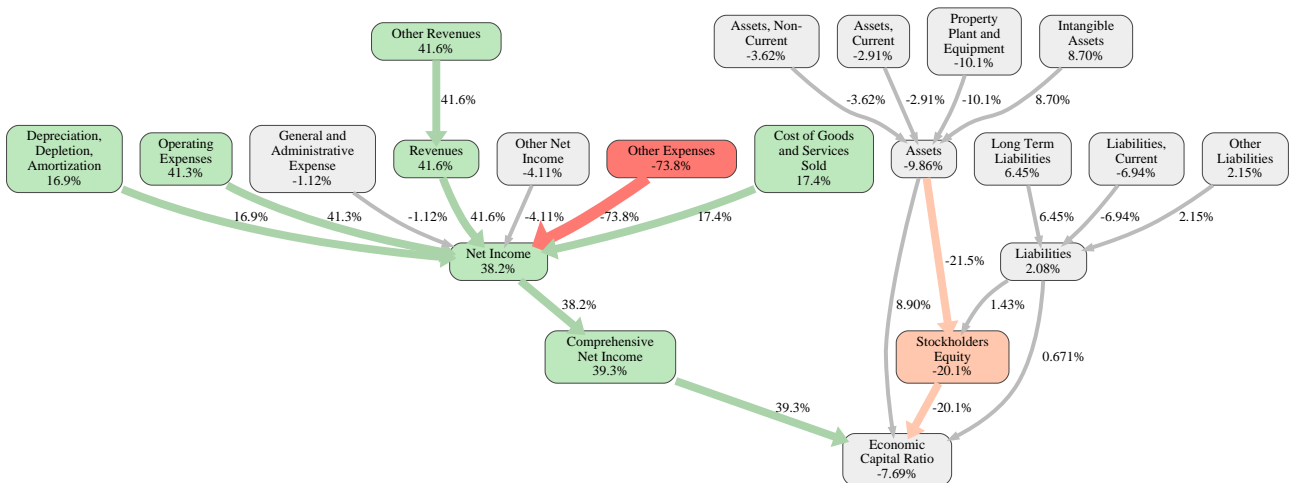 Other Revenues
41.6%
Assets, Non-
Current
-3.62%
Assets,
Current
-2.91%
Property
Plant and
Equipment
-10.1%
Intangible
Assets
8.70%
41.6%
-3.62%
-2.91%
-10.1%
8.70%
Depreciation,
Depletion,
Amortization
16.9%
Operating
Expenses
41.3%
General and
Administrative
Expense
-1.12%
Revenues
41.6%
Other Net
Income
-4.11%
Other Expenses
-73.8%
Cost of Goods
and Services
Sold
17.4%
Assets
-9.86%
Long Term
Liabilities
6.45%
Liabilities,
Current
-6.94%
Other
Liabilities
2.15%
16.9%
41.3%
-1.12%
41.6%
-4.11%
-73.8%
17.4%
6.45%
-6.94%
2.15%
Net Income
38.2%
-21.5%
Liabilities
2.08%
38.2%
8.90%
1.43%
Comprehensive
Net Income
39.3%
Stockholders
Equity
-20.1%
0.671%
39.3%
-20.1%
Economic
Capital Ratio
-7.69%